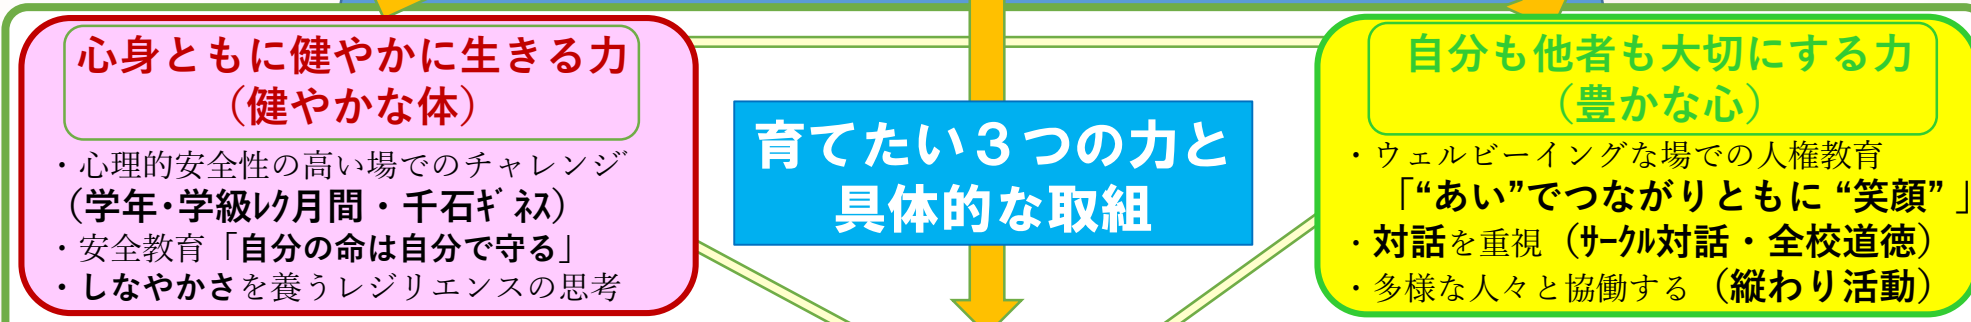 心身ともに健やかに生きる力
（健やかな体）
・心理的安全性の高い場でのチャレンジ
（学年・学級ﾚｸ月間・千石ｷﾞﾈｽ）
・安全教育「自分の命は自分で守る」
・しなやかさを養うレジリエンスの思考
育てたい３つの力と
具体的な取組
自分も他者も大切にする力
（豊かな心）
・ウェルビーイングな場での人権教育
「“あい”でつながりともに “笑顔” 」
・対話を重視（ｻｰｸﾙ対話・全校道徳）
・多様な人々と協働する（縦わり活動）